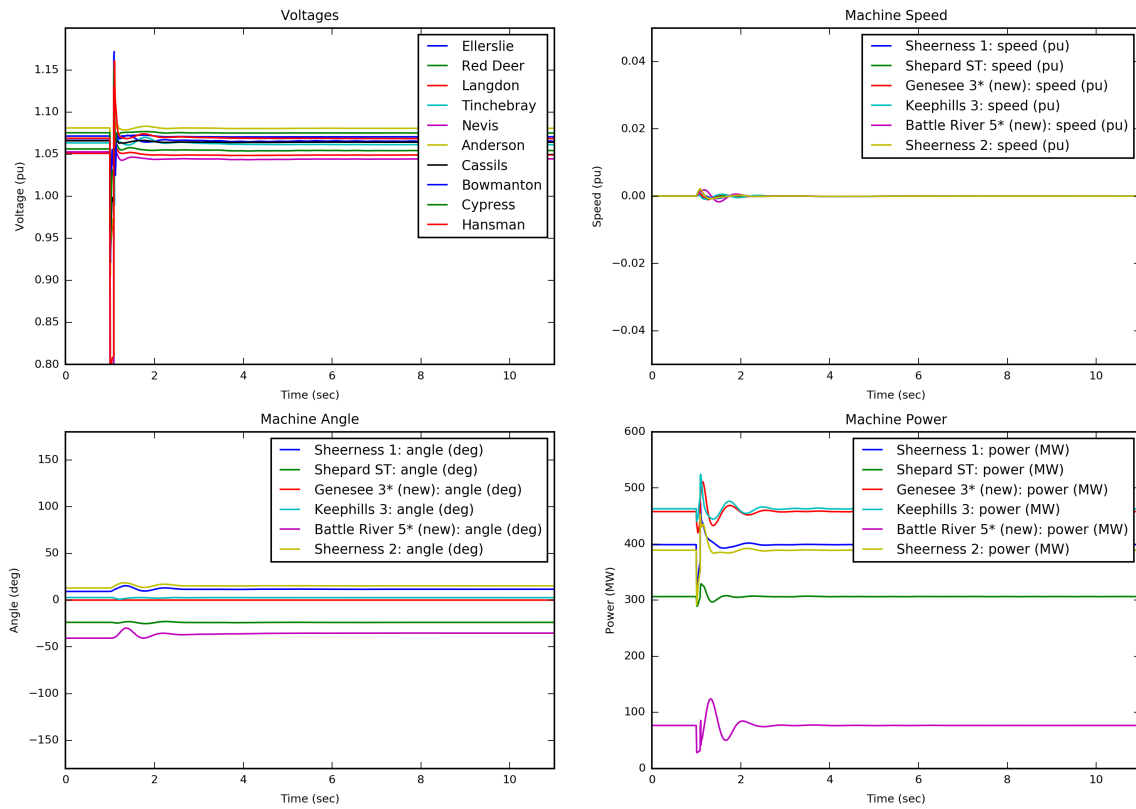 Voltages
1.15
1.10
1.05
1.00
0.95
0.90
0.85
0.80
Voltage (pu)
0 2 4 6 8 10
Time (sec)
Ellerslie
Red Deer
Langdon
Tinchebray
Nevis
Anderson
Cassils
Bowmanton
Cypress
Hansman
Machine Speed
0.04
0.02
0.00
−0.02
−0.04
Speed (pu)
0 2 4 6 8 10
Time (sec)
Sheerness 1: speed (pu)
Shepard ST: speed (pu)
Genesee 3* (new): speed (pu)
Keephills 3: speed (pu)
Battle River 5* (new): speed (pu)
Sheerness 2: speed (pu)
Machine Angle
150
100
50
0
−50
−100
−150
Angle (deg)
0 2 4 6 8 10
Time (sec)
Sheerness 1: angle (deg)
Shepard ST: angle (deg)
Genesee 3* (new): angle (deg)
Keephills 3: angle (deg)
Battle River 5* (new): angle (deg)
Sheerness 2: angle (deg)
Machine Power
600
500
400
300
200
100
0
Power (MW)
0 2 4 6 8 10
Time (sec)
Sheerness 1: power (MW)
Shepard ST: power (MW)
Genesee 3* (new): power (MW)
Keephills 3: power (MW)
Battle River 5* (new): power (MW)
Sheerness 2: power (MW)